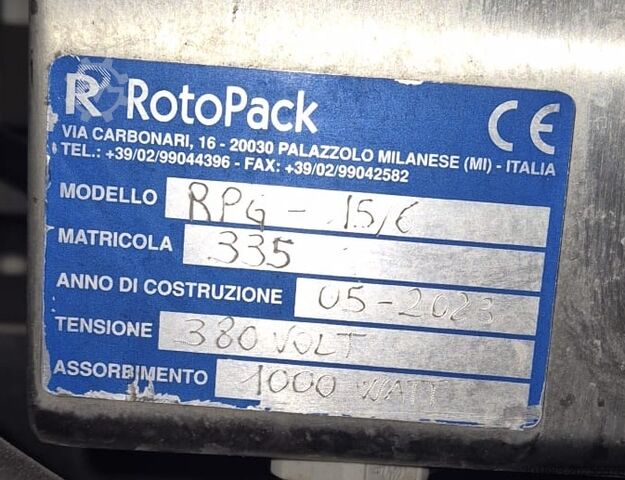 R RotoPack CE
VIA CARBONARI, 16 - 20030 PALAZZOLO MILANESE (MI) - ITALIA
TEL.: +39/02/99044396 - FAX: +39/02/99042582
MODELLO RPG - 15/E
MATRICOLA 335
ANNO DI COSTRUZIONE 05-2023
TENSIONE 380 VOLT
ASSORBIMENTO 1000 WATT